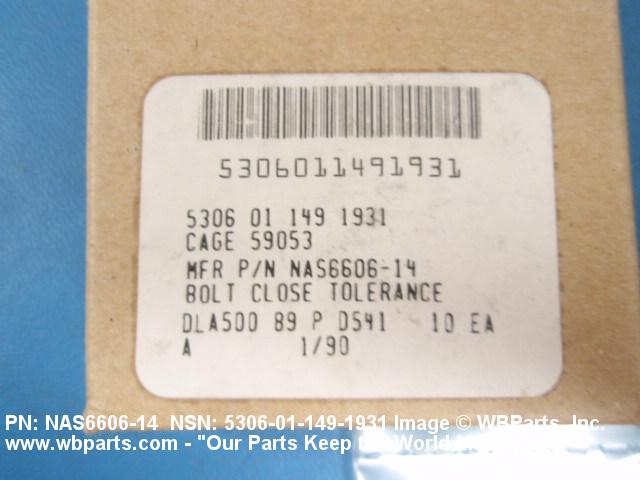 5306011491931
5306 01 149 1931
CAGE 59053
MFR P/N NAS6606-14
BOLT CLOSE TOLERANCE
DLA500 89 P D541 10 EA
A 1/90
PN: NAS6606-14 NSN: 5306-01-149-1931 Image © WBParts, Inc.
www.wbparts.com - "Our Parts Keep the World